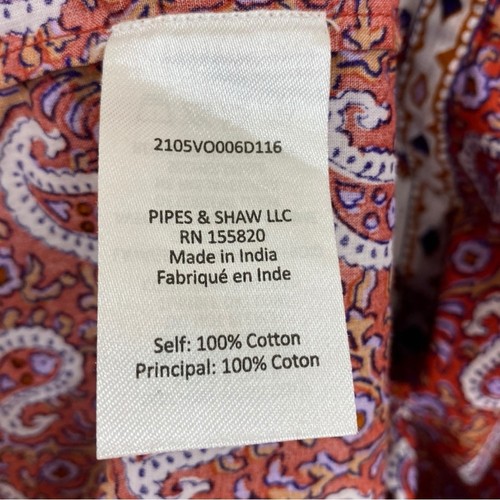 2105VO006D116
PIPES & SHAW LLC
RN 155820
Made in India
Fabriqué en Inde
Self: 100% Cotton
Principal: 100% Coton